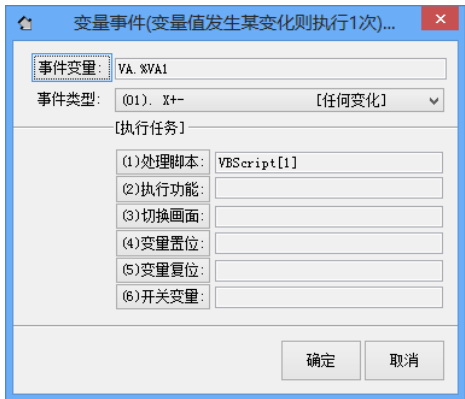 变量事件(变量值发生某变化则执行1次)...
事件变量: VA.%VA1
事件类型: (01). X+- [任何变化]
[执行任务]
(1)处理脚本: VBScript[1]
(2)执行功能:
(3)切换画面:
(4)变量置位:
(5)变量复位:
(6)开关变量:
确定 取消